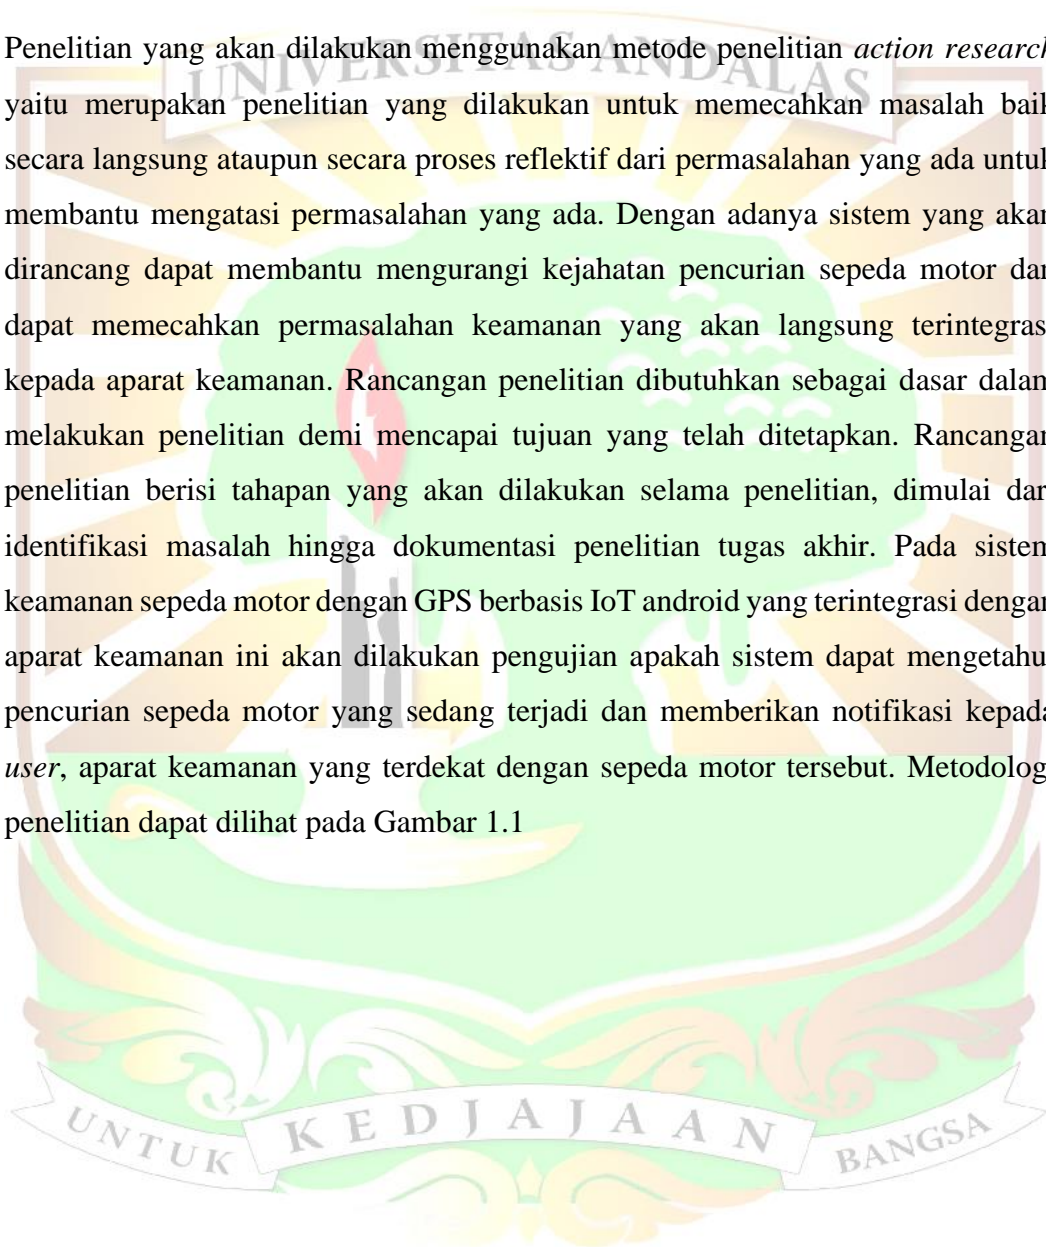 UNIVERSITAS ANDALAS
Penelitian yang akan dilakukan menggunakan metode penelitian action research
yaitu merupakan penelitian yang dilakukan untuk memecahkan masalah baik
secara langsung ataupun secara proses reflektif dari permasalahan yang ada untuk
membantu mengatasi permasalahan yang ada. Dengan adanya sistem yang akan
dirancang dapat membantu mengurangi kejahatan pencurian sepeda motor dan
dapat memecahkan permasalahan keamanan yang akan langsung terintegrasi
kepada aparat keamanan. Rancangan penelitian dibutuhkan sebagai dasar dalam
melakukan penelitian demi mencapai tujuan yang telah ditetapkan. Rancangan
penelitian berisi tahapan yang akan dilakukan selama penelitian, dimulai dari
identifikasi masalah hingga dokumentasi penelitian tugas akhir. Pada sistem
keamanan sepeda motor dengan GPS berbasis IoT android yang terintegrasi dengan
aparat keamanan ini akan dilakukan pengujian apakah sistem dapat mengetahui
pencurian sepeda motor yang sedang terjadi dan memberikan notifikasi kepada
user, aparat keamanan yang terdekat dengan sepeda motor tersebut. Metodologi
penelitian dapat dilihat pada Gambar 1.1
UNTUK KEDJAJAAN BANGSA